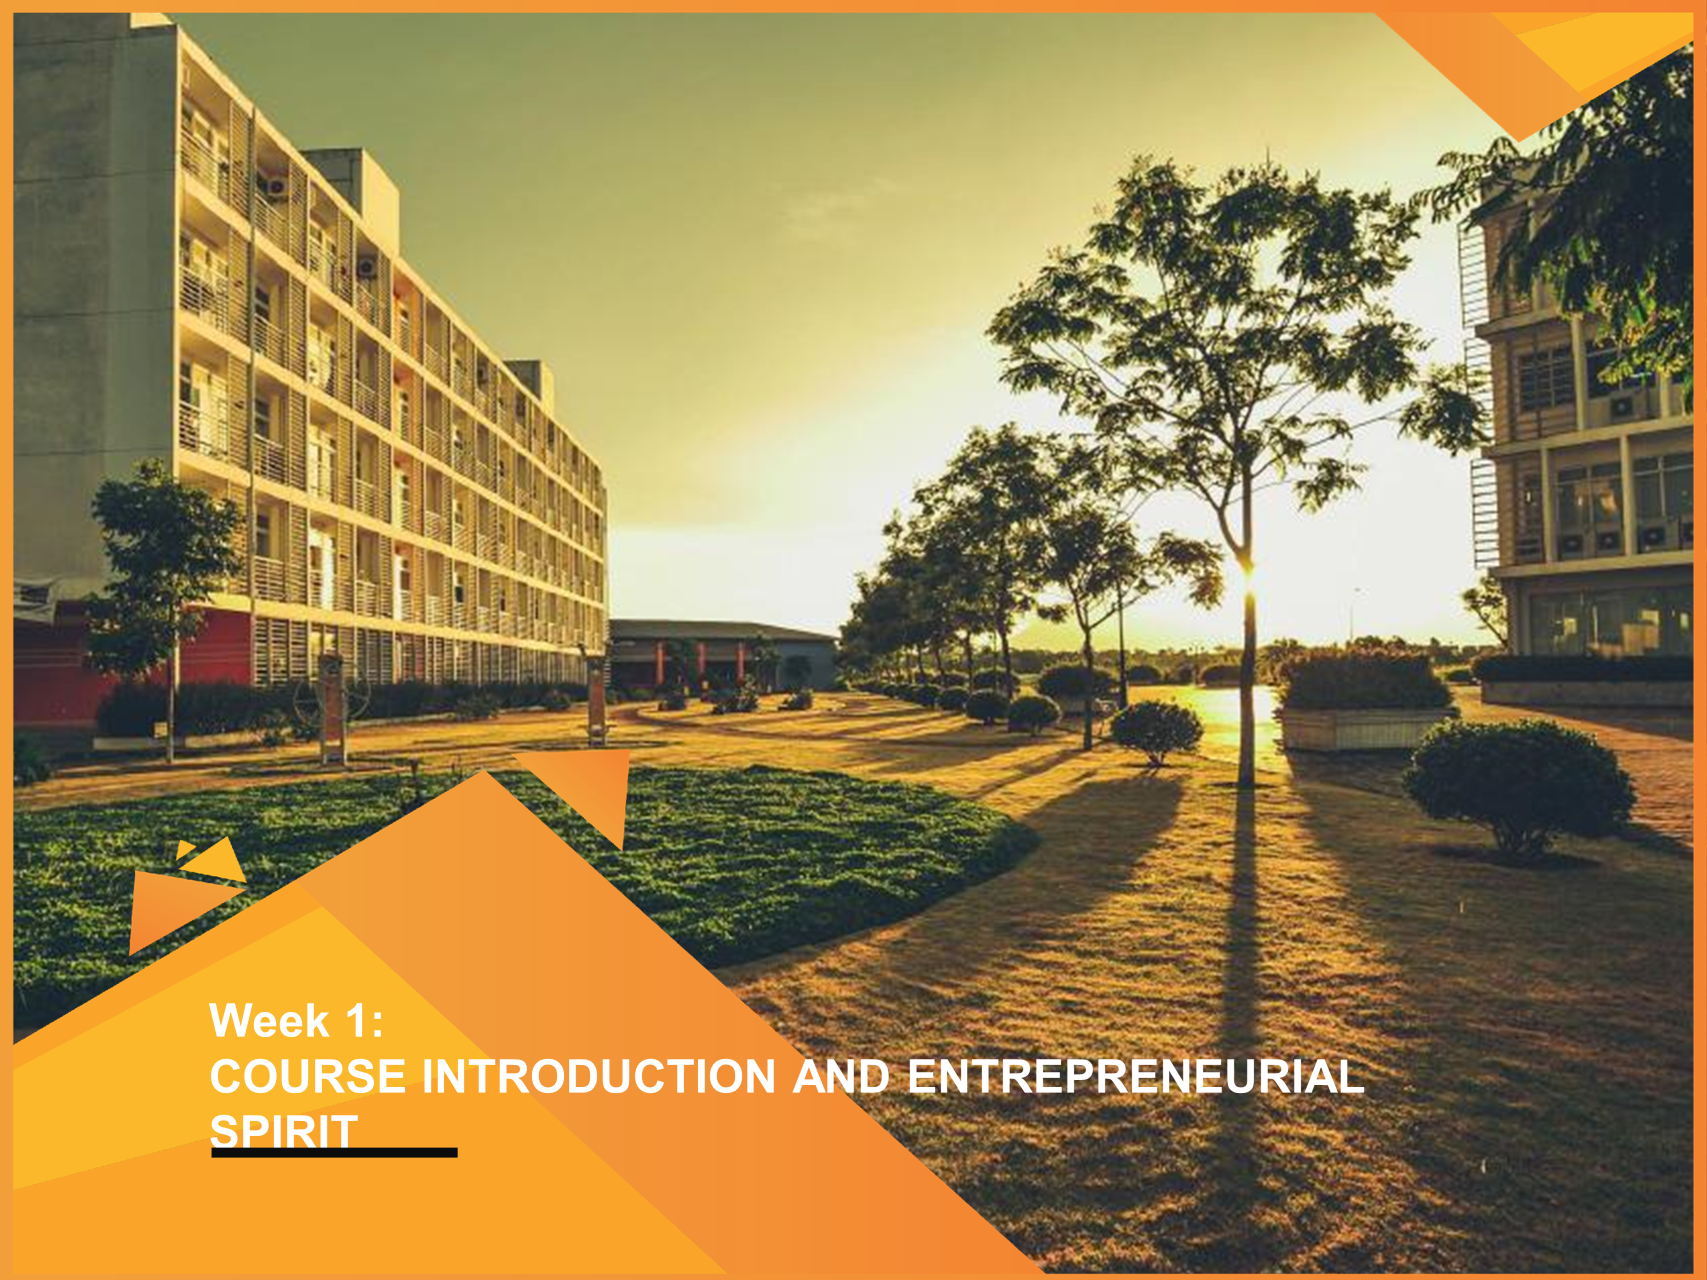 Week 1:
COURSE INTRODUCTION AND ENTREPRENEURIAL
SPIRIT